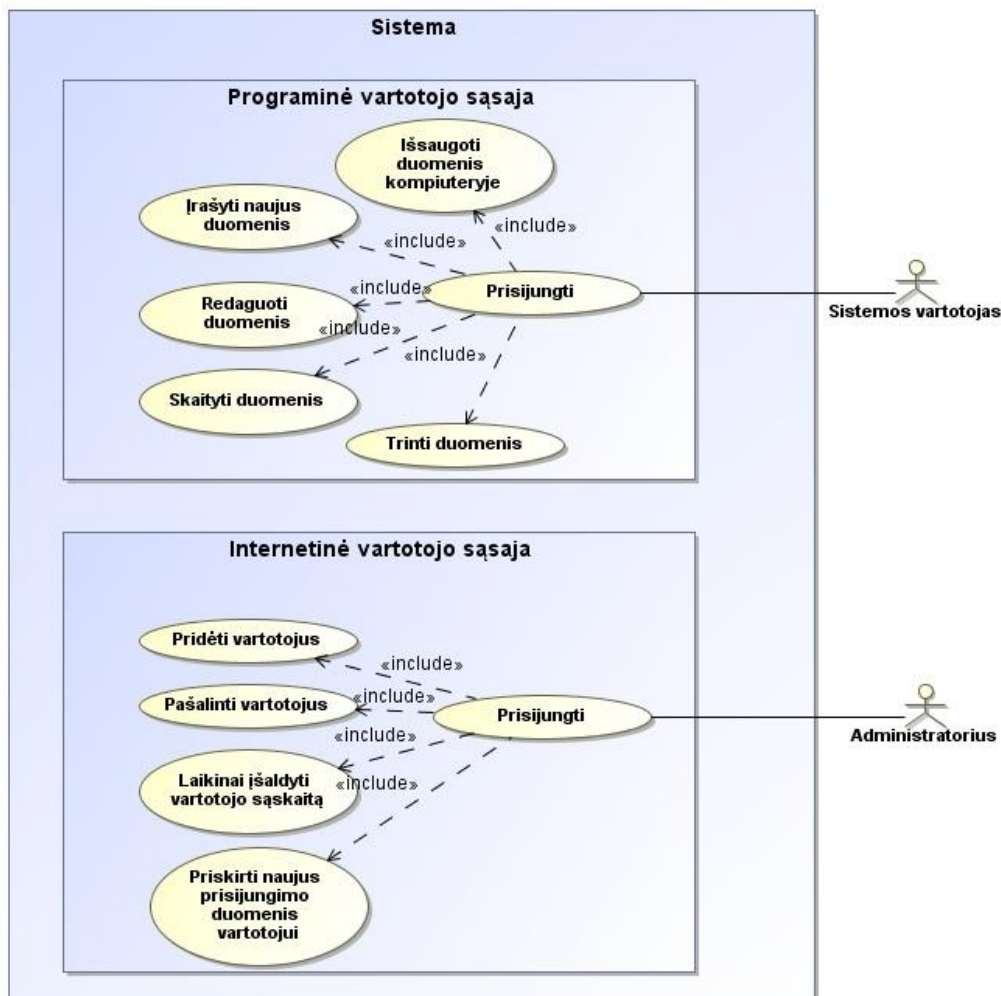 Sistema
Programinė vartotojo sąsaja
Išsaugoti
duomenis
kompiuteryje
Įrašyti naujus
duomenis
«include»
«include»
Redaguoti
duomenis
«include»
Prisijungti
Sistemos vartotojas
«include»
«include»
Skaityti duomenis
Trinti duomenis
Internetinė vartotojo sąsaja
Pridėti vartotojus
«include»
Pašalinti vartotojus
«include»
Prisijungti
Administratorius
«include»
Laikinai įšaldyti
vartotojo sąskaitą
«include»
Priskirti naujus
prisijungimo
duomenis
vartotojui